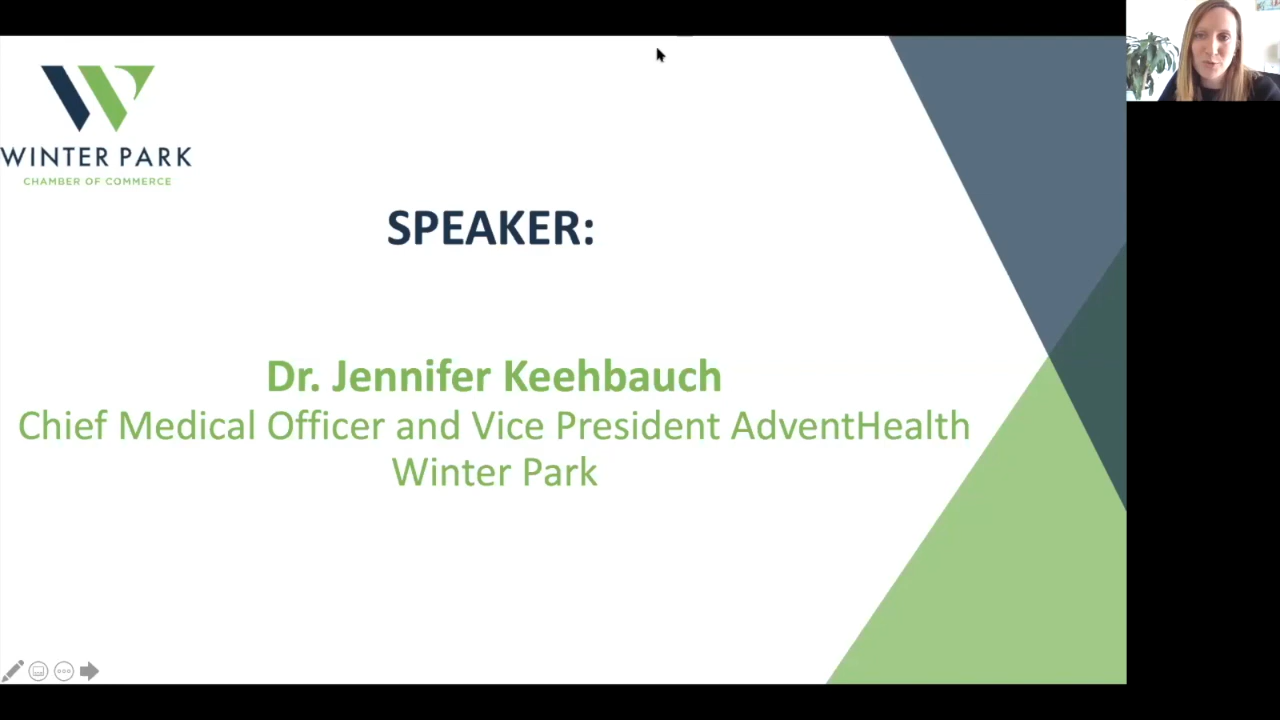 WINTER PARK
CHAMBER OF COMMERCE
SPEAKER:
Dr. Jennifer Keehbauch
Chief Medical Officer and Vice President AdventHealth
Winter Park